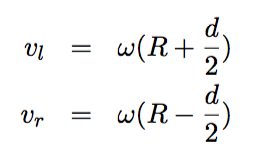 v_l = ω(R + d/2)
v_r = ω(R − d/2)